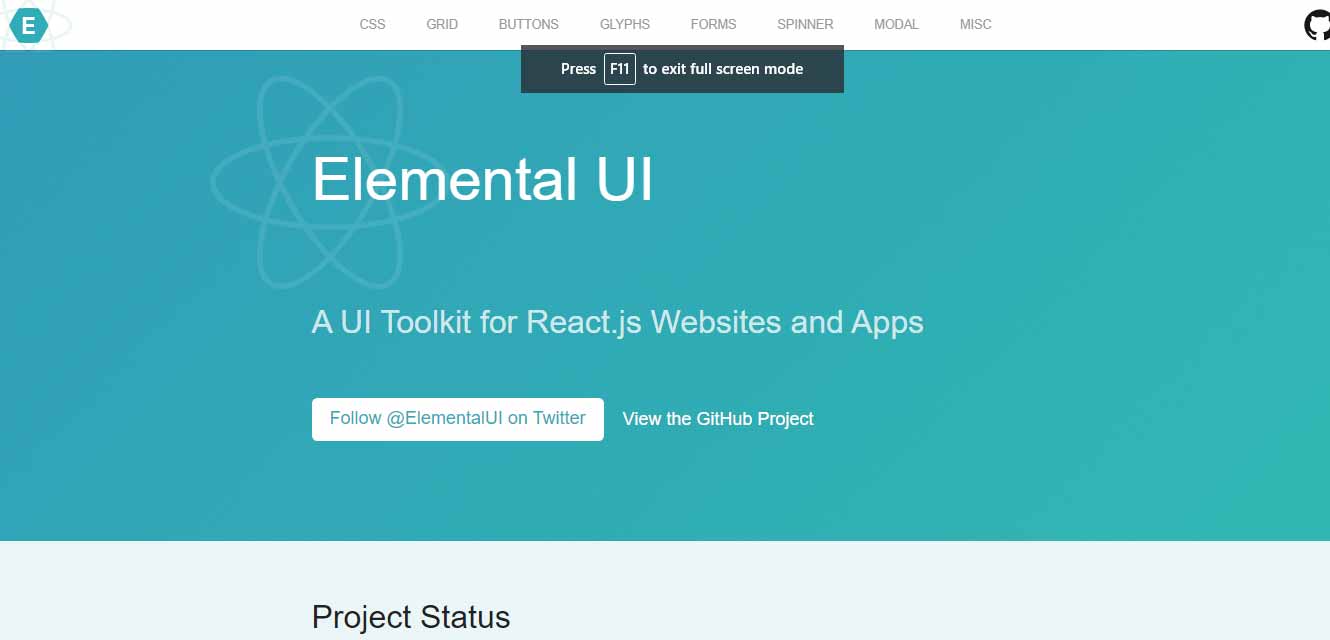 E
CSS GRID BUTTONS GLYPHS FORMS SPINNER MODAL MISC
Press F11 to exit full screen mode
Elemental UI
A UI Toolkit for React.js Websites and Apps
Follow @ElementalUI on Twitter View the GitHub Project
Project Status